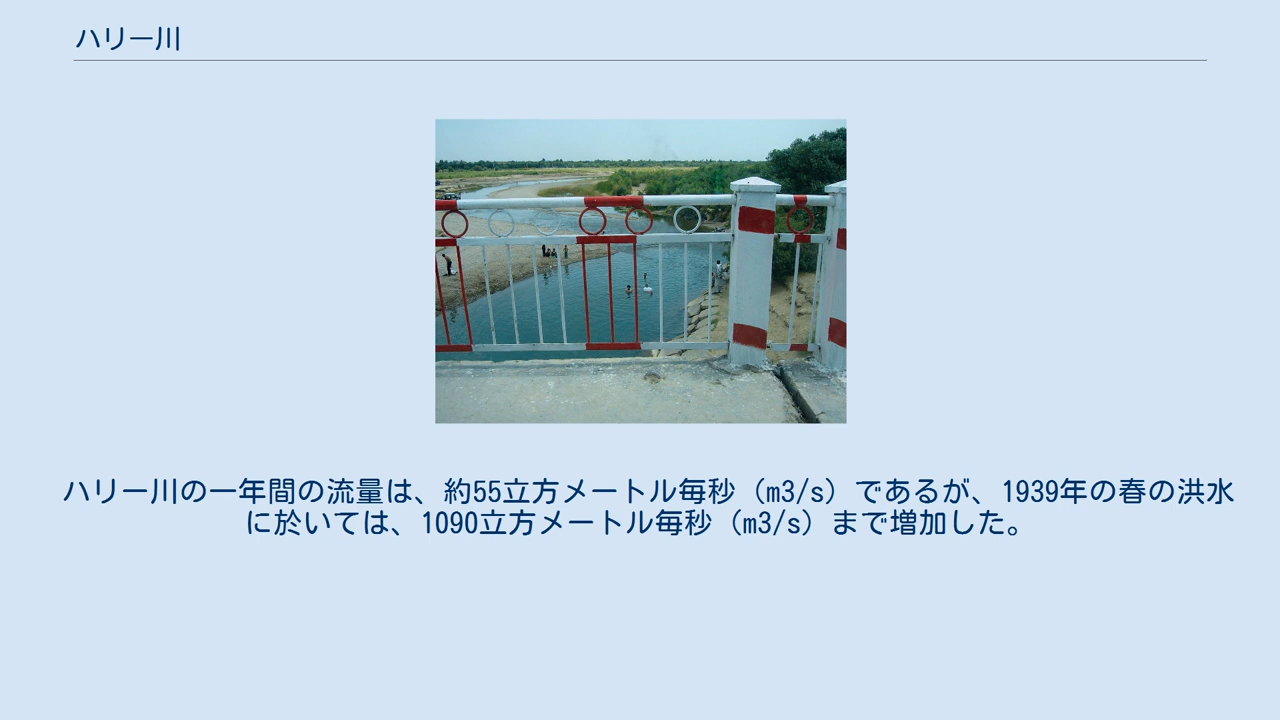 ハリー川
ハリー川の一年間の流量は、約55立方メートル毎秒（m3/s）であるが、1939年の春の洪水
に於いては、1090立方メートル毎秒（m3/s）まで増加した。